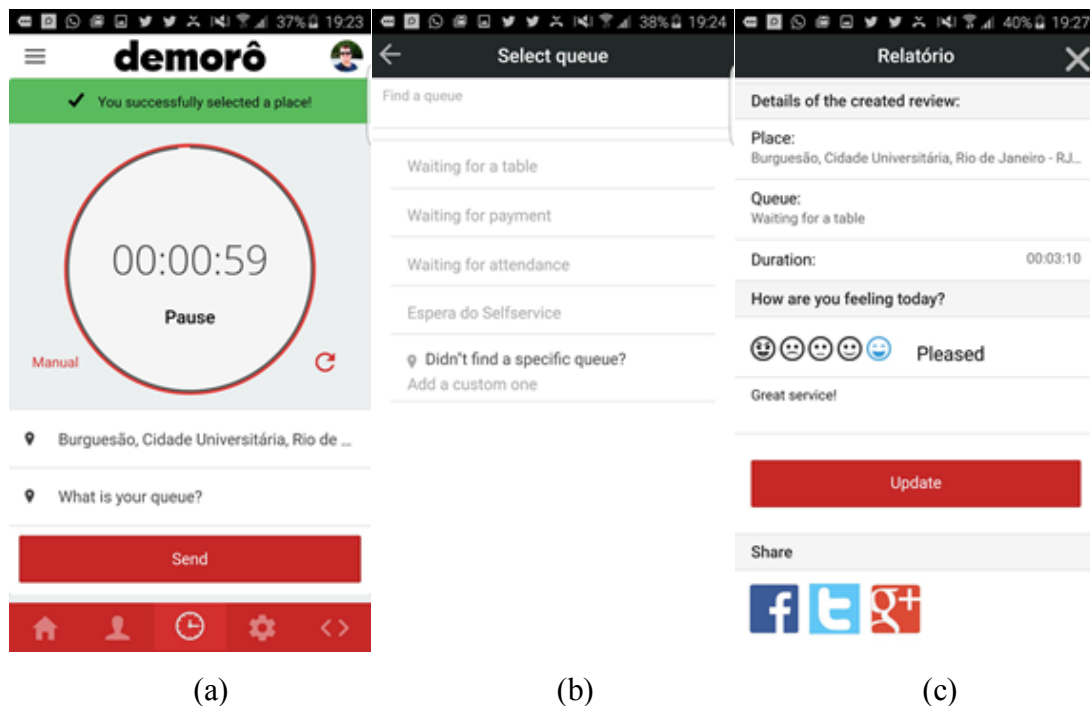 37% 19:23
demorô
You successfully selected a place!
00:00:59
Pause
Manual
Burguesão, Cidade Universitária, Rio de ...
What is your queue?
Send
(a)
38% 19:24
Select queue
Find a queue
Waiting for a table
Waiting for payment
Waiting for attendance
Espera do Selfservice
Didn"t find a specific queue?
Add a custom one
(b)
40% 19:27
Relatório
Details of the created review:
Place:
Burguesão, Cidade Universitária, Rio de Janeiro - RJ...
Queue:
Waiting for a table
Duration: 00:03:10
How are you feeling today?
Pleased
Great service!
Update
Share
f t g+
(c)